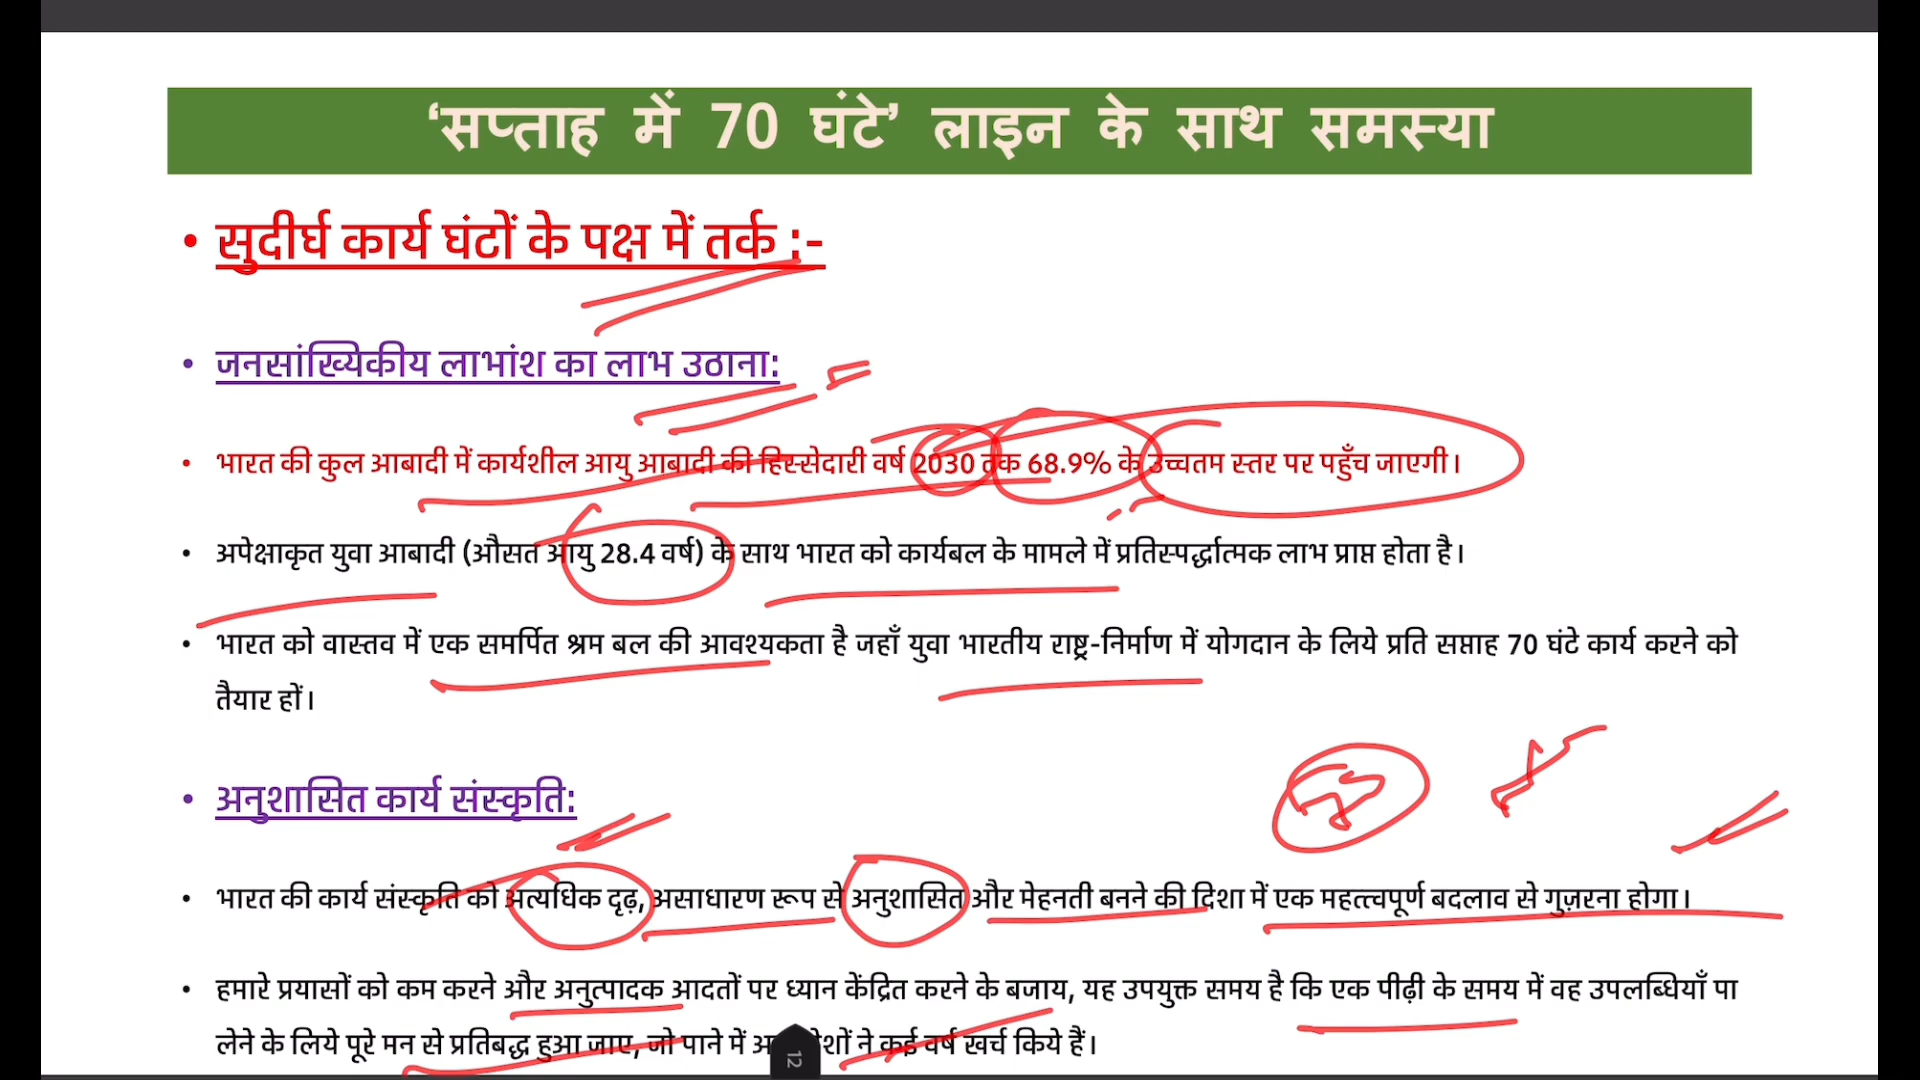 ‘सप्ताह में 70 घंटे’ लाइन के साथ समस्या
• सुदीर्घ कार्य घंटों के पक्ष में तर्क :-
• जनसांख्यिकीय लाभांश का लाभ उठाना:
• भारत की कुल आबादी में कार्यशील आयु आबादी की हिस्सेदारी वर्ष 2030 तक 68.9% के उच्चतम स्तर पर पहुँच जाएगी।
• अपेक्षाकृत युवा आबादी (औसत आयु 28.4 वर्ष) के साथ भारत को कार्यबल के मामले में प्रतिस्पर्द्धात्मक लाभ प्राप्त होता है।
• भारत को वास्तव में एक समर्पित श्रम बल की आवश्यकता है जहाँ युवा भारतीय राष्ट्र-निर्माण में योगदान के लिये प्रति सप्ताह 70 घंटे कार्य करने को
तैयार हों।
• अनुशासित कार्य संस्कृति:
• भारत की कार्य संस्कृति को अत्यधिक दृढ़, असाधारण रूप से अनुशासित और मेहनती बनने की दिशा में एक महत्त्वपूर्ण बदलाव से गुज़रना होगा।
• हमारे प्रयासों को कम करने और अनुत्पादक आदतों पर ध्यान केंद्रित करने के बजाय, यह उपयुक्त समय है कि एक पीढ़ी के समय में वह उपलब्धियाँ पा
लेने के लिये पूरे मन से प्रतिबद्ध हुआ जाए, जो पाने में ने कई वर्ष खर्च किये हैं।
12